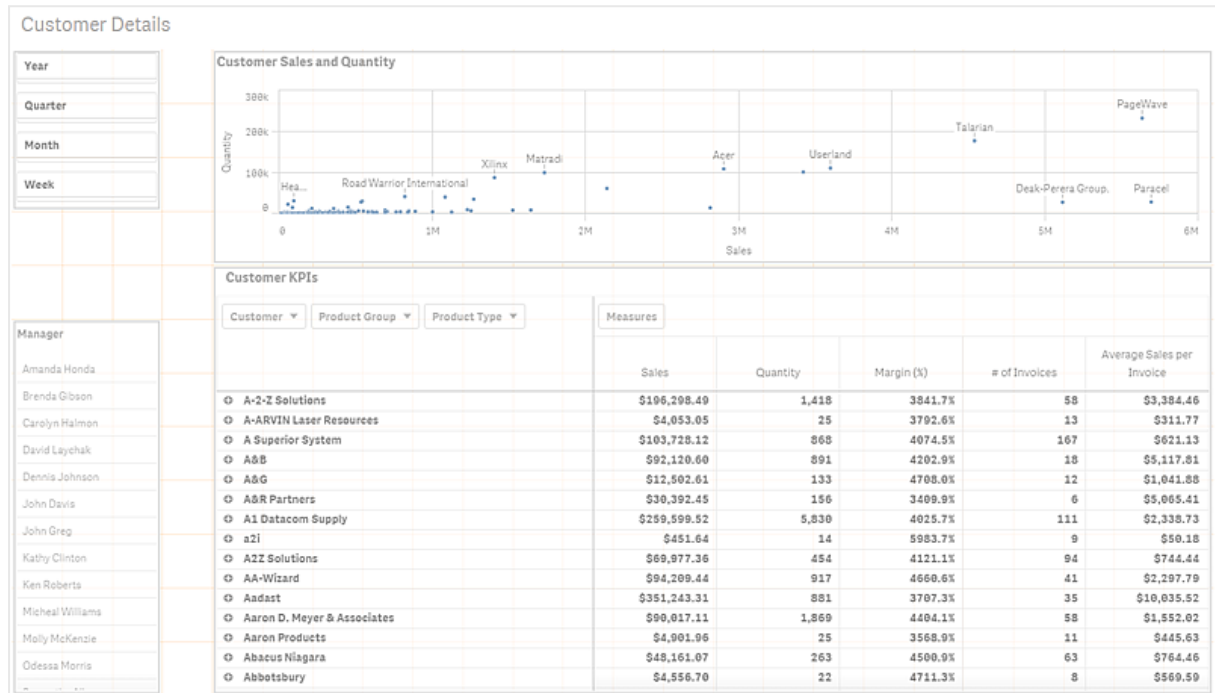 Customer Details
Year
Quarter
Month
Week
Manager
Amanda Honda
Brenda Gibson
Carolyn Halmon
David Laychak
Dennis Johnson
John Davis
John Greg
Kathy Clinton
Ken Roberts
Micheal Williams
Molly McKenzie
Odessa Morris
Customer Sales and Quantity
Quantity
300k
200k
100k
0
PageWave
Talarian
Acer
Userland
Xilinx
Matradi
Hea...
Road Warrior International
Deak-Perera Group.
Paracel
0 1M 2M 3M 4M 5M 6M
Sales
Customer KPIs
Customer Product Group Product Type Measures
Sales Quantity Margin (%) # of Invoices Average Sales per Invoice
A-2-Z Solutions $196,298.49 1,418 3841.7% 58 $3,384.46
A-ARVIN Laser Resources $4,053.05 25 3792.6% 13 $311.77
A Superior System $103,728.12 868 4074.5% 167 $621.13
A&B $92,120.60 891 4202.9% 18 $5,117.81
A&G $12,502.61 133 4708.0% 12 $1,041.88
A&R Partners $30,392.45 156 3409.9% 6 $5,065.41
A1 Datacom Supply $259,599.52 5,830 4025.7% 111 $2,338.73
a2i $451.64 14 5983.7% 9 $50.18
A2Z Solutions $69,977.36 454 4121.1% 94 $744.44
AA-Wizard $94,209.44 917 4660.6% 41 $2,297.79
Aadast $351,243.31 881 3707.3% 35 $10,035.52
Aaron D. Meyer & Associates $90,017.11 1,869 4404.1% 58 $1,552.02
Aaron Products $4,901.96 25 3568.9% 11 $445.63
Abacus Niagara $48,161.07 263 4500.9% 63 $764.46
Abbotsbury $4,556.70 22 4711.3% 8 $569.59